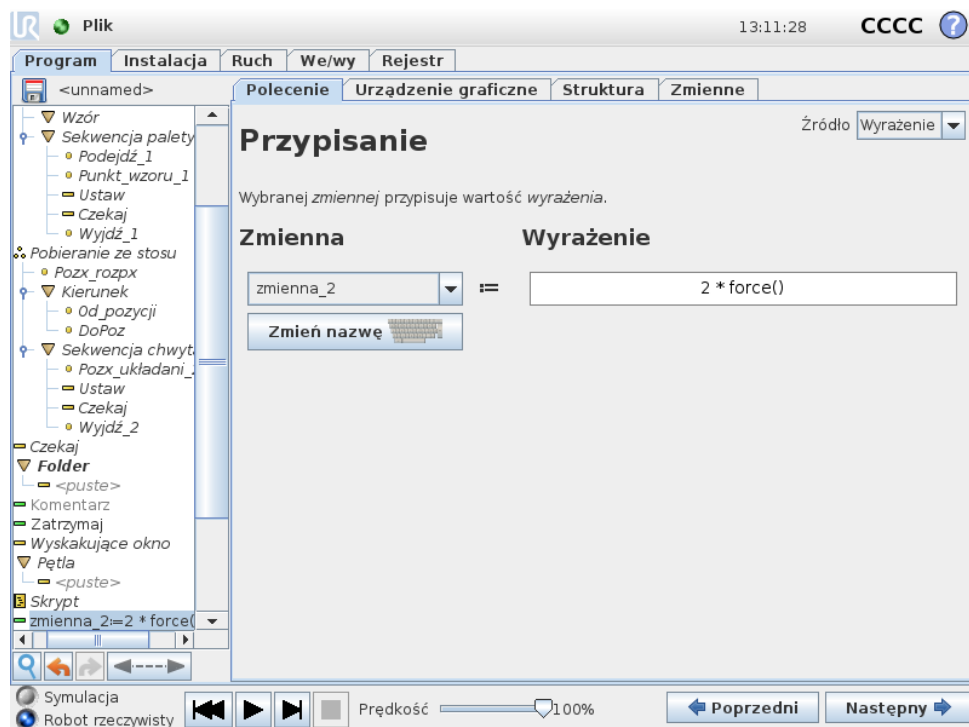 UR Plik 13:11:28 CCCC ?
Program Instalacja Ruch We/wy Rejestr
<unnamed>
Polecenie Urządzenie graficzne Struktura Zmienne
Wzór
Sekwencja palety
Podejdź_1
Punkt_wzoru_1
Ustaw
Czekaj
Wyjdź_1
Pobieranie ze stosu
Pozx_rozpx
Kierunek
Od_pozycji
DoPoz
Sekwencja chwyt
Pozx_układani_
Ustaw
Czekaj
Wyjdź_2
Czekaj
Folder
<puste>
Komentarz
Zatrzymaj
Wyskakujące okno
Pętla
<puste>
Skrypt
zmienna_2:=2 * force(
Przypisanie
Źródło Wyrażenie
Wybranej zmiennej przypisuje wartość wyrażenia.
Zmienna Wyrażenie
zmienna_2 := 2 * force()
Zmień nazwę
Symulacja
Robot rzeczywisty
Prędkość 100%
Poprzedni Następny